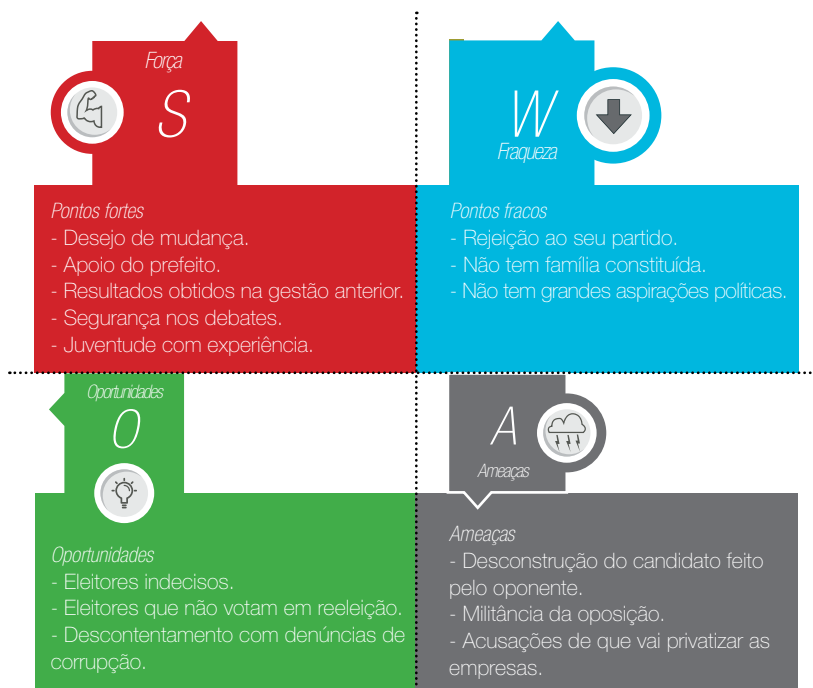 Força
S
Pontos fortes
- Desejo de mudança.
- Apoio do prefeito.
- Resultados obtidos na gestão anterior.
- Segurança nos debates.
- Juventude com experiência.
W
Fraqueza
Pontos fracos
- Rejeição ao seu partido.
- Não tem família constituída.
- Não tem grandes aspirações políticas.
Oportunidades
O
Oportunidades
- Eleitores indecisos.
- Eleitores que não votam em reeleição.
- Descontentamento com denúncias de
corrupção.
A
Ameaças
Ameaças
- Desconstrução do candidato feito
pelo oponente.
- Militância da oposição.
- Acusações de que vai privatizar as
empresas.